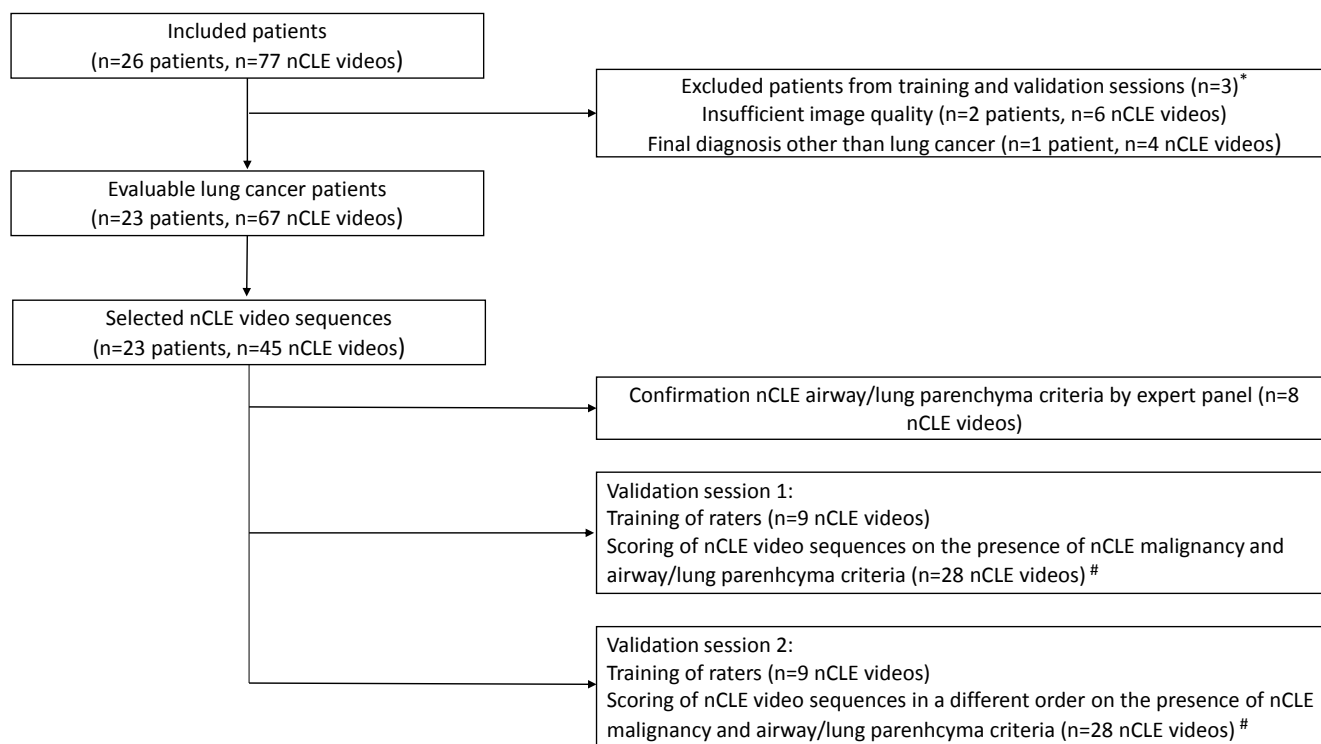 Included patients
(n=26 patients, n=77 nCLE videos)
Excluded patients from training and validation sessions (n=3)*
Insufficient image quality (n=2 patients, n=6 nCLE videos)
Final diagnosis other than lung cancer (n=1 patient, n=4 nCLE videos)
Evaluable lung cancer patients
(n=23 patients, n=67 nCLE videos)
Selected nCLE video sequences
(n=23 patients, n=45 nCLE videos)
Confirmation nCLE airway/lung parenchyma criteria by expert panel (n=8
nCLE videos)
Validation session 1:
Training of raters (n=9 nCLE videos)
Scoring of nCLE video sequences on the presence of nCLE malignancy and
airway/lung parenhcyma criteria (n=28 nCLE videos) #
Validation session 2:
Training of raters (n=9 nCLE videos)
Scoring of nCLE video sequences in a different order on the presence of nCLE
malignancy and airway/lung parenhcyma criteria (n=28 nCLE videos) #